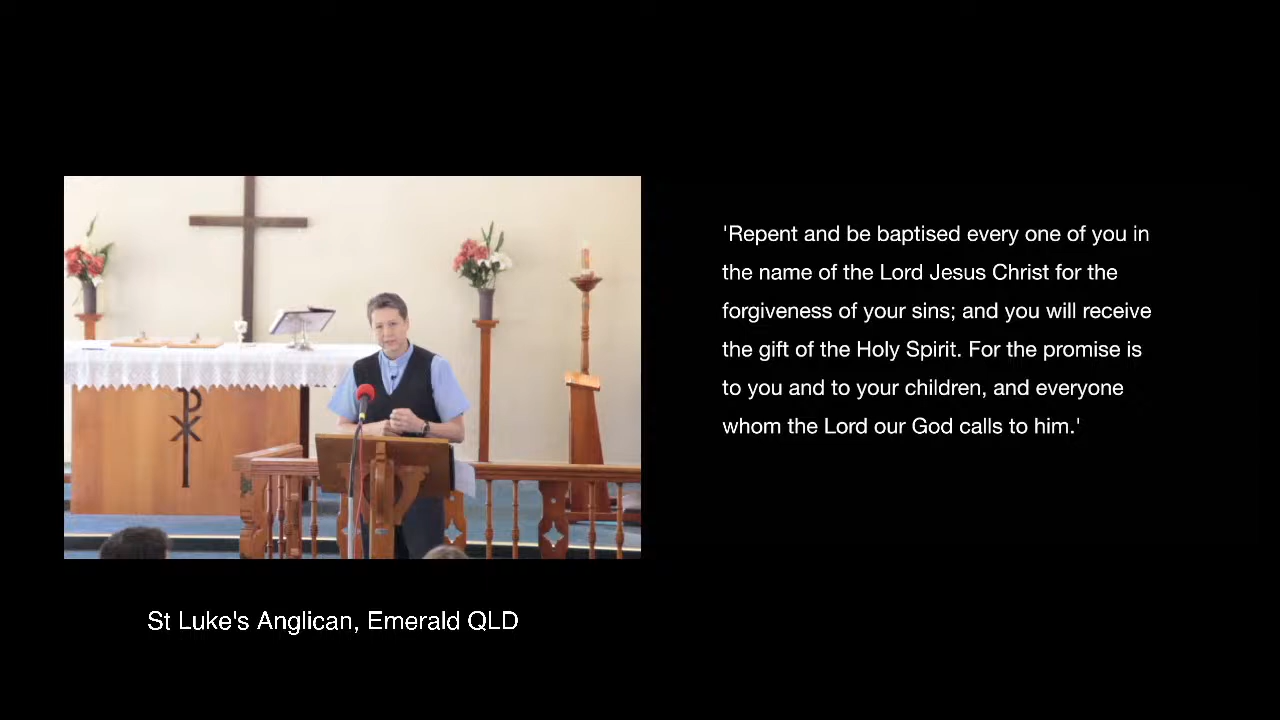 'Repent and be baptised every one of you in
the name of the Lord Jesus Christ for the
forgiveness of your sins; and you will receive
the gift of the Holy Spirit. For the promise is
to you and to your children, and everyone
whom the Lord our God calls to him.'
St Luke's Anglican, Emerald QLD